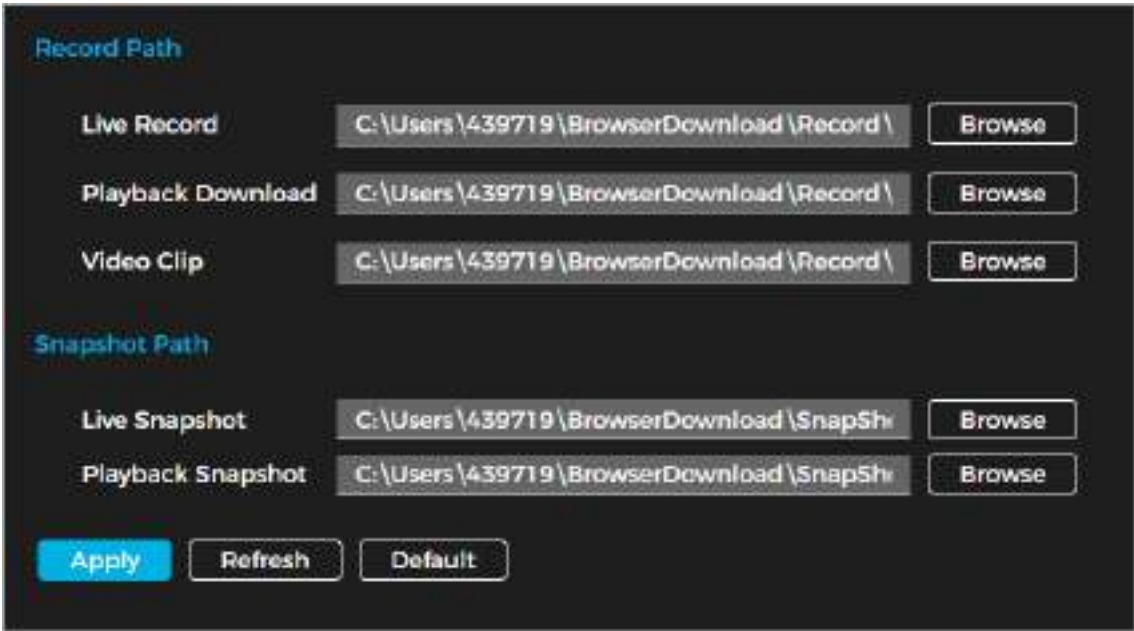 Record Path
Live Record C:\Users\439719\BrowserDownload\Record\ Browse
Playback Download C:\Users\439719\BrowserDownload\Record\ Browse
Video Clip C:\Users\439719\BrowserDownload\Record\ Browse
Snapshot Path
Live Snapshot C:\Users\439719\BrowserDownload\SnapSh Browse
Playback Snapshot C:\Users\439719\BrowserDownload\SnapSh Browse
Apply Refresh Default